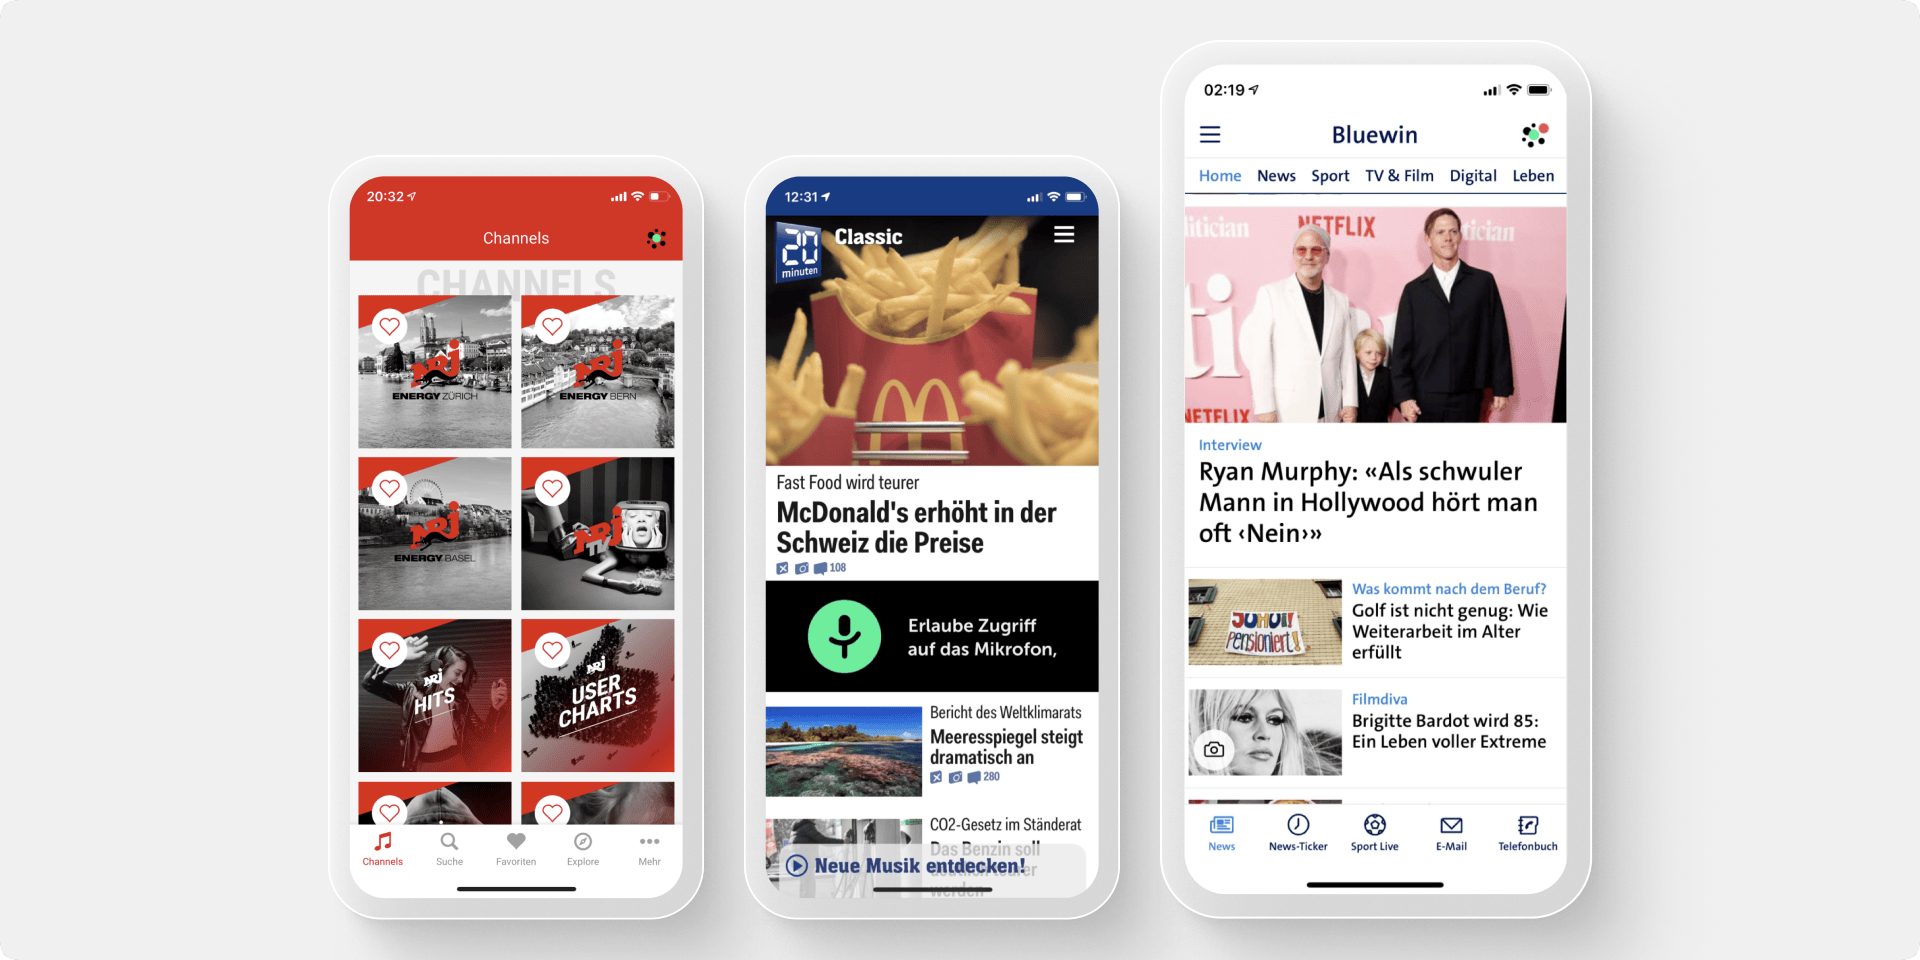 20:32
Channels
CHANNELS
NRJ
ENERGY ZÜRICH
NRJ
ENERGY BERN
NRJ
ENERGY BASEL
NRJ
NRJ
HITS
NRJ
USER
CHARTS
Channels
Suche
Favoriten
Explore
Mehr
12:31
20
minuten
Classic
Fast Food wird teurer
McDonald's erhöht in der
Schweiz die Preise
108
Erlaube Zugriff
auf das Mikrofon,
Bericht des Weltklimarats
Meeresspiegel steigt
dramatisch an
280
CO2-Gesetz im Ständerat
Das Benzin soll
deutlich teurer
werden
Neue Musik entdecken!
02:19
Bluewin
Home
News
Sport
TV & Film
Digital
Leben
litician
NETFLIX
tician
ti
NETFLIX
Interview
Ryan Murphy: «Als schwuler
Mann in Hollywood hört man
oft ‹Nein›»
JUHUI!
pensioniert!
Was kommt nach dem Beruf?
Golf ist nicht genug: Wie
Weiterarbeit im Alter
erfüllt
Filmdiva
Brigitte Bardot wird 85:
Ein Leben voller Extreme
News
News-Ticker
Sport Live
E-Mail
Telefonbuch